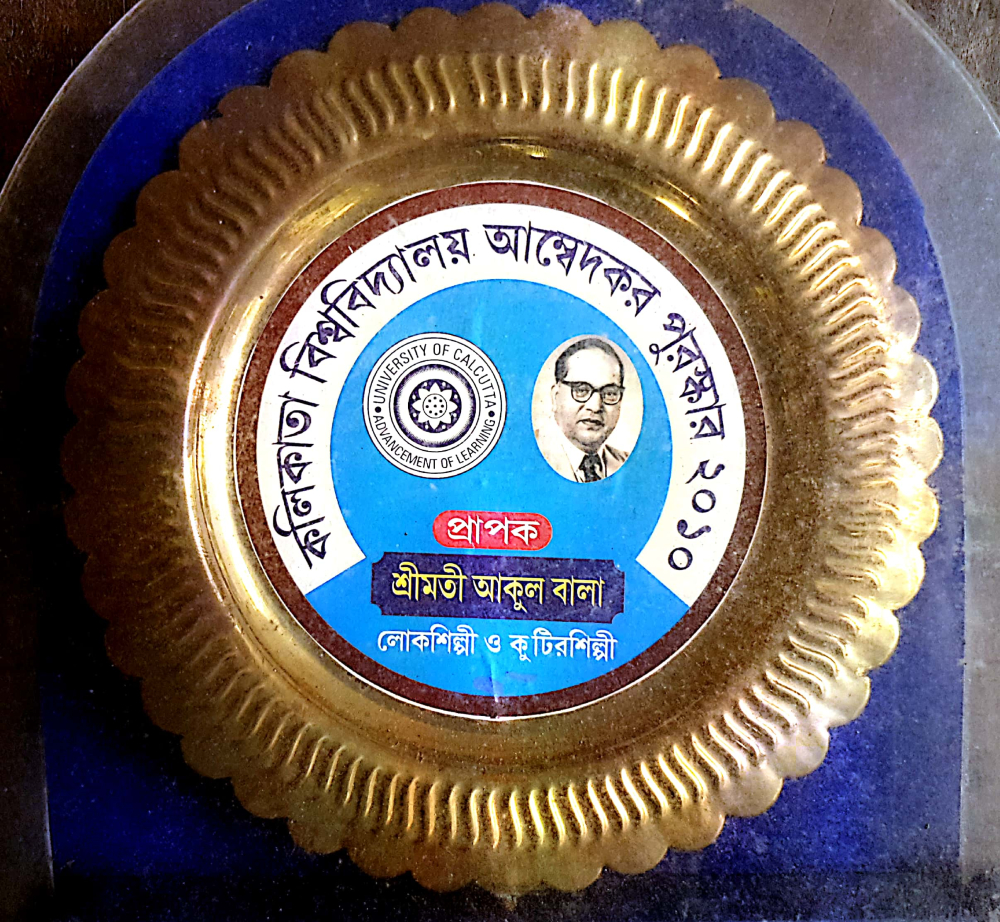 কলিকাতা বিশ্ববিদ্যালয় আম্বেদকর পুরস্কার ২০১০
UNIVERSITY OF CALCUTTA
ADVANCEMENT OF LEARNING
প্রাপক
শ্রীমতী আকুল বালা
লোকশিল্পী ও কুটিরশিল্পী